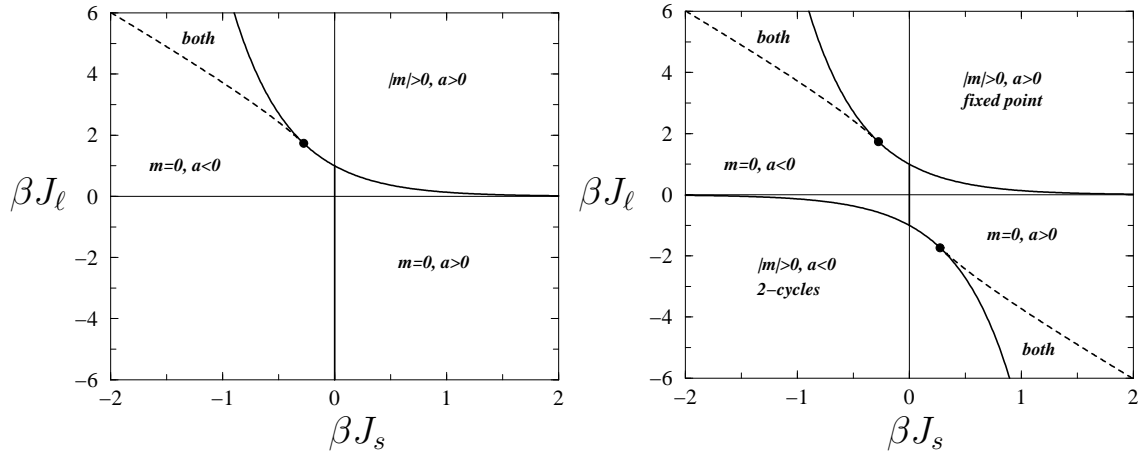 6
4
2
0
−2
−4
−6
βJℓ
both
|m|>0, a>0
m=0, a<0
m=0, a>0
−2
−1
0
1
2
βJs
6
4
2
0
−2
−4
−6
βJℓ
both
|m|>0, a>0
fixed point
m=0, a<0
m=0, a>0
|m|>0, a<0
2−cycles
both
−2
−1
0
1
2
βJs